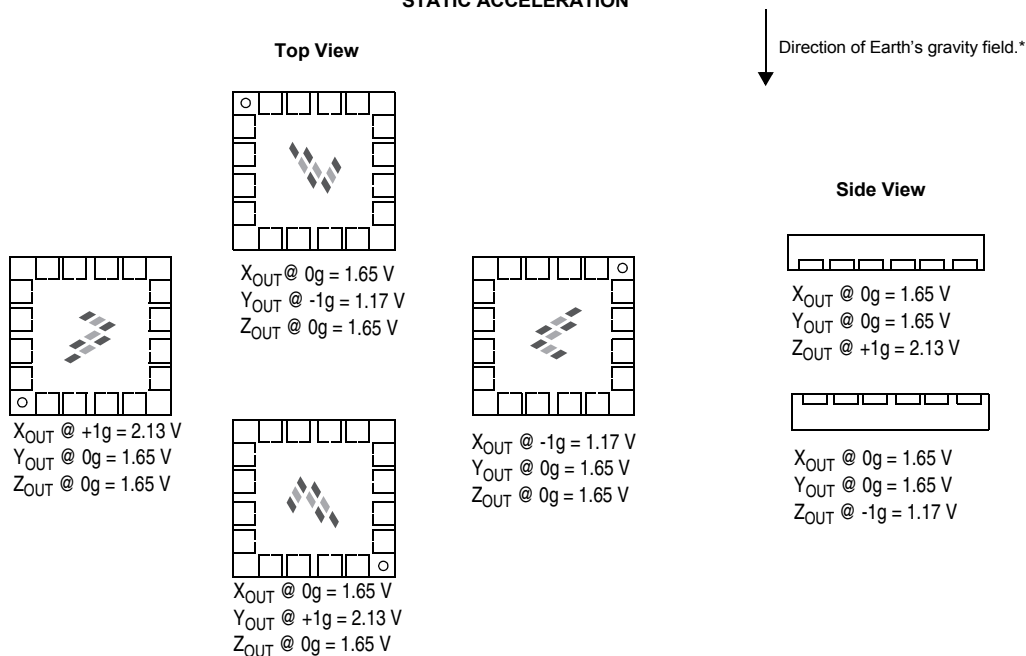 STATIC ACCELERATION
Direction of Earth's gravity field.*
Top View
XOUT@ 0g = 1.65 V
YOUT @ -1g = 1.17 V
ZOUT @ 0g = 1.65 V
XOUT @ +1g = 2.13 V
YOUT @ 0g = 1.65 V
ZOUT @ 0g = 1.65 V
XOUT @ -1g = 1.17 V
YOUT @ 0g = 1.65 V
ZOUT @ 0g = 1.65 V
XOUT @ 0g = 1.65 V
YOUT @ +1g = 2.13 V
ZOUT @ 0g = 1.65 V
Side View
XOUT @ 0g = 1.65 V
YOUT @ 0g = 1.65 V
ZOUT @ +1g = 2.13 V
XOUT @ 0g = 1.65 V
YOUT @ 0g = 1.65 V
ZOUT @ -1g = 1.17 V